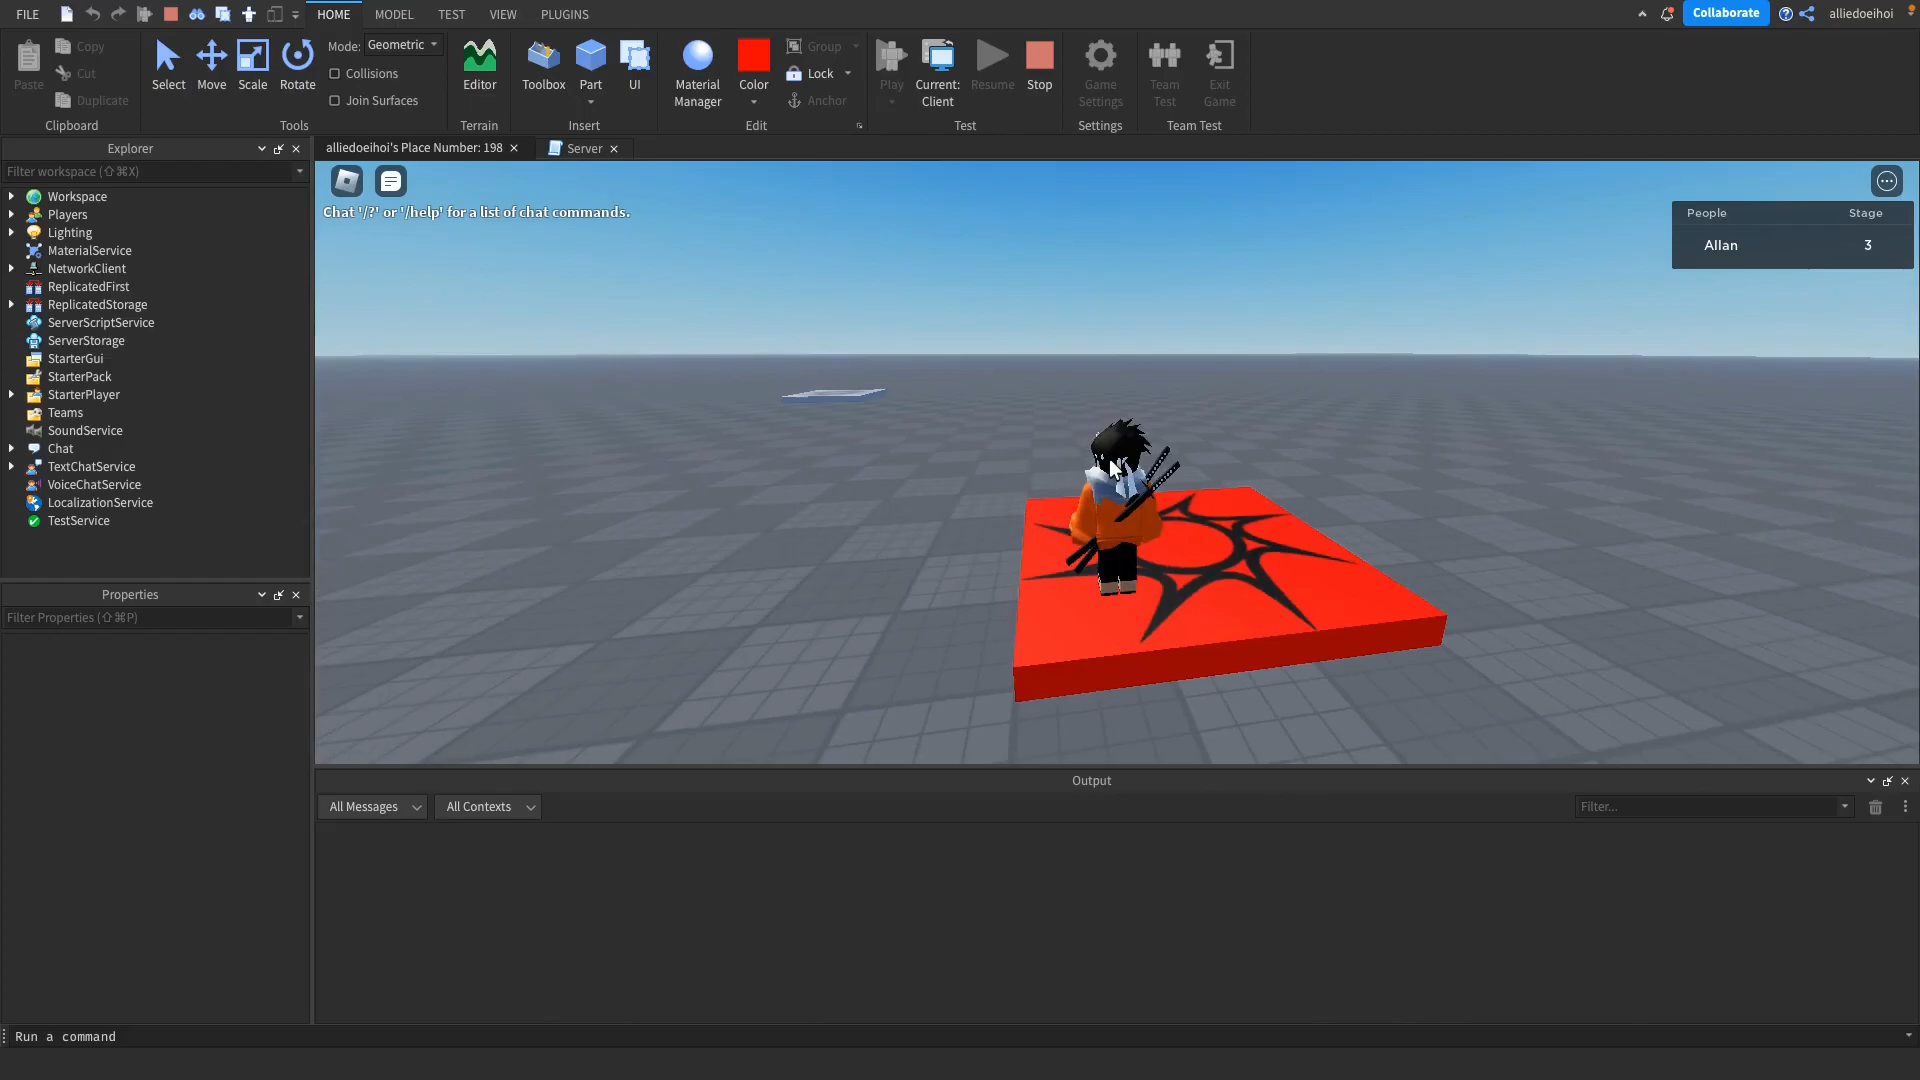 FILE HOME MODEL TEST VIEW PLUGINS Collaborate alliedoeihoi
Paste Copy Cut Duplicate Clipboard
Select Move Scale Rotate Mode: Geometric Collisions Join Surfaces Tools
Editor Terrain
Toolbox Part UI Insert
Material Manager Color Group Lock Anchor Edit
Play Current: Client Resume Stop Test
Game Settings Settings
Team Test Exit Game Team Test
Explorer
Filter workspace (⇧⌘X)
Workspace
Players
Lighting
MaterialService
NetworkClient
ReplicatedFirst
ReplicatedStorage
ServerScriptService
ServerStorage
StarterGui
StarterPack
StarterPlayer
Teams
SoundService
Chat
TextChatService
VoiceChatService
LocalizationService
TestService
Properties
Filter Properties (⇧⌘P)
alliedoeihoi's Place Number: 198 Server
Chat '/?' or '/help' for a list of chat commands.
People Stage
Allan 3
Output
All Messages All Contexts Filter...
Run a command